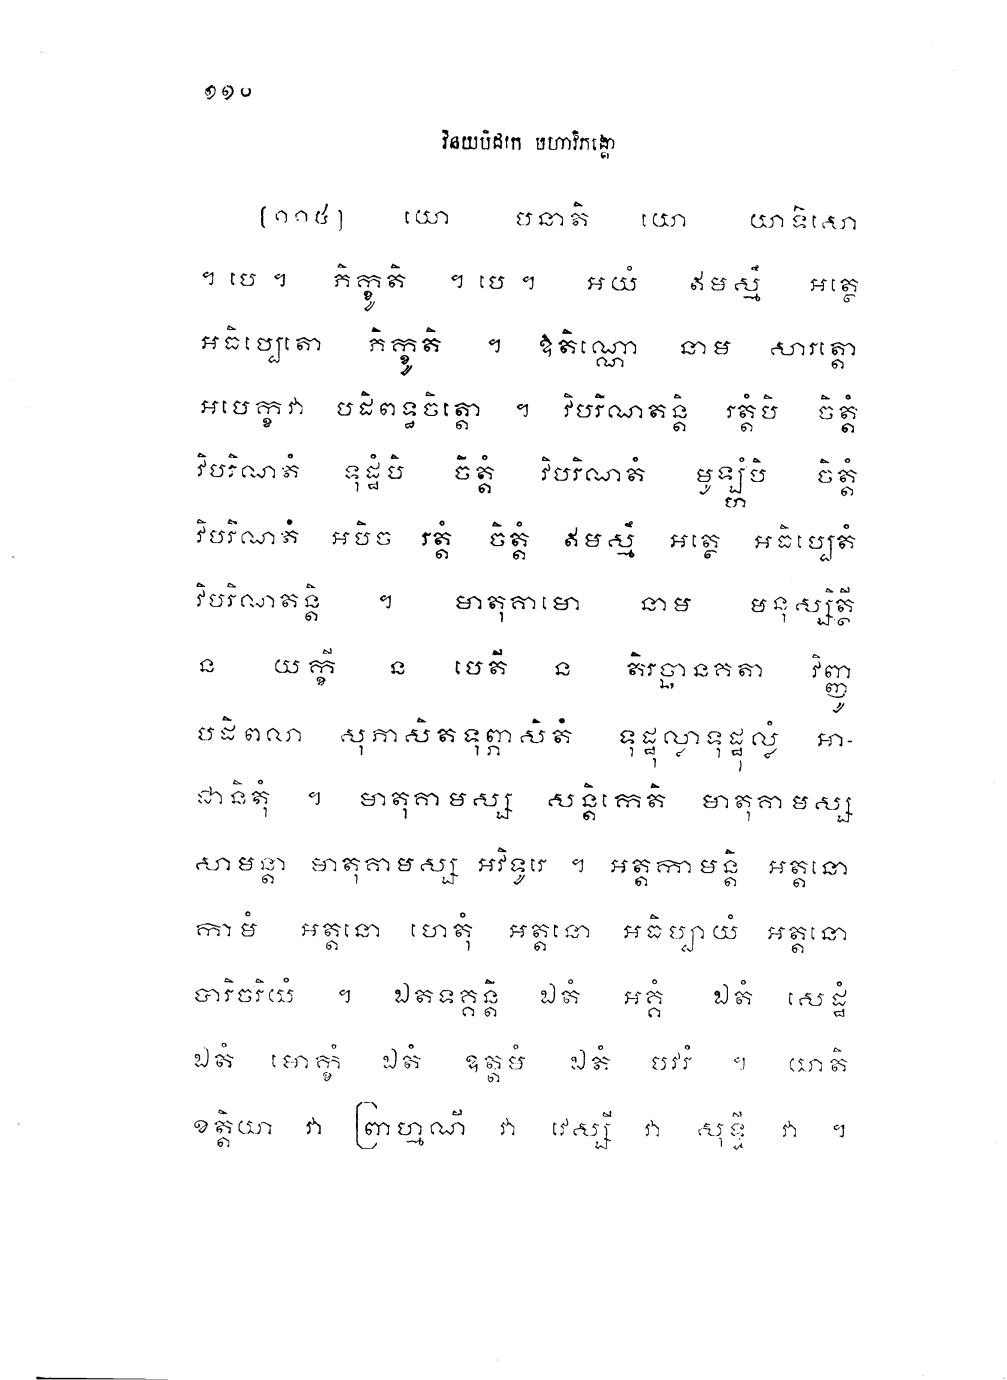 ១១០
វិនយបិដកេ មហាវិភង្គោ
(១១៥) យោ បនាតិ យោ យាទិសោ
។ បេ ។ ភិក្ខូតិ ។ បេ ។ អយំ ឥមស្មឹ អត្ថេ
អធិប្បេតោ ភិក្ខូតិ ។ ឱតិណ្ណោ នាម សារត្តោ
អបេក្ខវា បដិពទ្ធចិត្តោ ។ វិបរិណតន្តិ រត្តំបិ ចិត្តំ
វិបរិណតំ ទុដ្ឋំបិ ចិត្តំ វិបរិណតំ មូឡ្ហំបិ ចិត្តំ
វិបរិណតំ អបិច រត្តំ ចិត្តំ ឥមស្មឹ អត្ថេ អធិប្បេតំ
វិបរិណតន្តិ ។ មាតុគាមោ នាម មនុស្សិត្ថី
ន យក្ខី ន បេតី ន តិរច្ឆានគតា វិញ្ញូ
បដិពលា សុភាសិតទុព្ភាសិតំ ទុដ្ឋុល្លាទុដ្ឋុល្លំ អា-
ជានិតុំ ។ មាតុគាមស្ស សន្តិកេតិ មាតុគាមស្ស
សាមន្តា មាតុគាមស្ស អវិទូរេ ។ អត្តកាមន្តិ អត្តនោ
កាមំ អត្តនោ ហេតុំ អត្តនោ អធិប្បាយំ អត្តនោ
បារិចរិយំ ។ ឯតទគ្គន្តិ ឯតំ អគ្គំ ឯតំ សេដ្ឋំ
ឯតំ មោក្ខំ ឯតំ ឧត្តមំ ឯតំ បវរំ ។ យាតិ
ខត្តិយា វា ព្រាហ្មណី វា វេស្សី វា សុទ្ទី វា ។